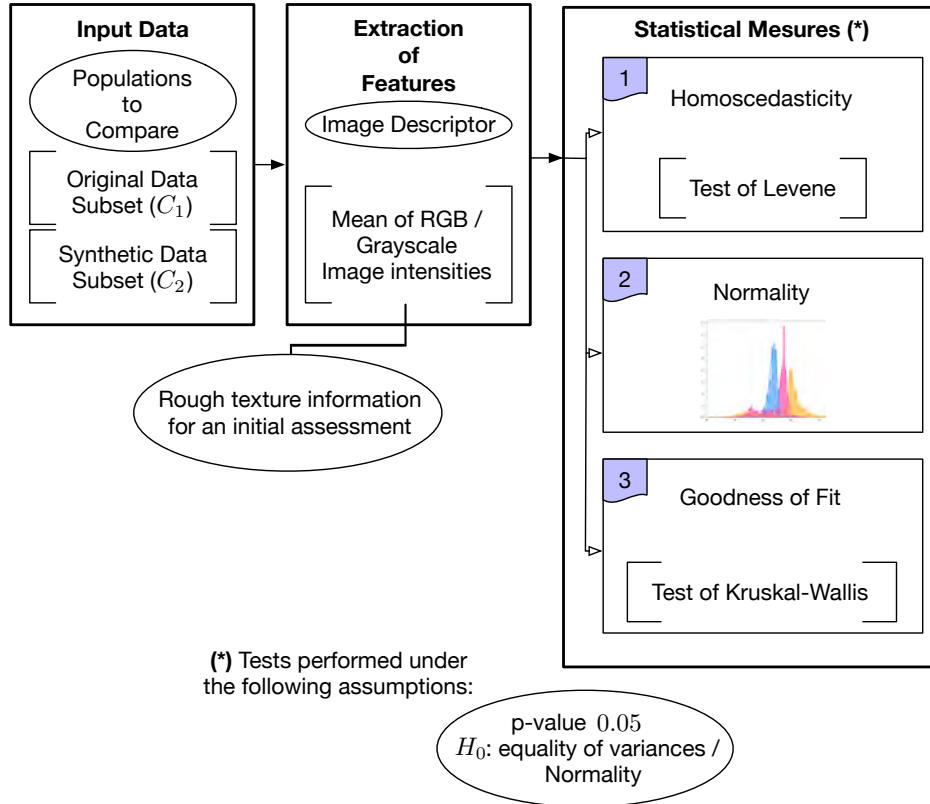 Input Data
Populations
to
Compare
Original Data
Subset (C₁)
Synthetic Data
Subset (C₂)
Extraction
of
Features
Image Descriptor
Mean of RGB /
Grayscale
Image intensities
Rough texture information
for an initial assessment
Statistical Mesures (*)
1
Homoscedasticity
Test of Levene
2
Normality
3
Goodness of Fit
Test of Kruskal-Wallis
(*) Tests performed under
the following assumptions:
p-value 0.05
H₀: equality of variances /
Normality